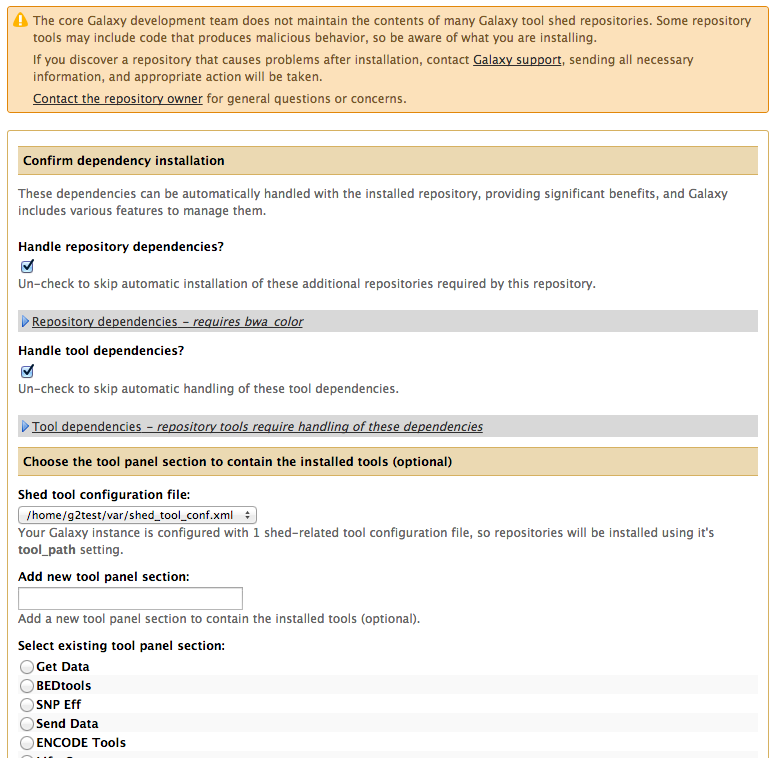 The core Galaxy development team does not maintain the contents of many Galaxy tool shed repositories. Some repository
tools may include code that produces malicious behavior, so be aware of what you are installing.
If you discover a repository that causes problems after installation, contact Galaxy support, sending all necessary
information, and appropriate action will be taken.
Contact the repository owner for general questions or concerns.
Confirm dependency installation
These dependencies can be automatically handled with the installed repository, providing significant benefits, and Galaxy
includes various features to manage them.
Handle repository dependencies?
Un-check to skip automatic installation of these additional repositories required by this repository.
Repository dependencies - requires bwa_color
Handle tool dependencies?
Un-check to skip automatic handling of these tool dependencies.
Tool dependencies - repository tools require handling of these dependencies
Choose the tool panel section to contain the installed tools (optional)
Shed tool configuration file:
/home/g2test/var/shed_tool_conf.xml
Your Galaxy instance is configured with 1 shed-related tool configuration file, so repositories will be installed using it's
tool_path setting.
Add new tool panel section:
Add a new tool panel section to contain the installed tools (optional).
Select existing tool panel section:
Get Data
BEDtools
SNP Eff
Send Data
ENCODE Tools